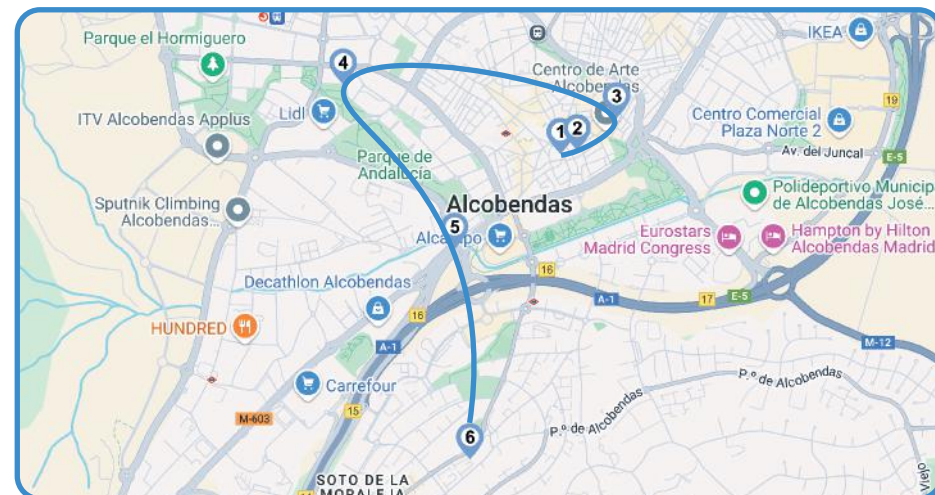 Parque el Hormiguero
4
IKEA
Centro de Arte
Alcobendas
3
19
Lidl
ITV Alcobendas Applus
Centro Comercial
Plaza Norte 2
1
2
Av. del Juncal
E-5
Parque de
Andalucía
Polideportivo Municip
de Alcobendas José...
Sputnik Climbing
Alcobendas...
Alcobendas
5
Alcampo
Eurostars
Madrid Congress
Hampton by Hilton
Alcobendas Madrid
16
Decathlon Alcobendas
A-1
17
E-5
HUNDRED
16
A-1
M-12
Carrefour
P.º de Alcobendas
15
M-603
P.º de Alcobendas
6
SOTO DE LA
MORALEJA
Viejo